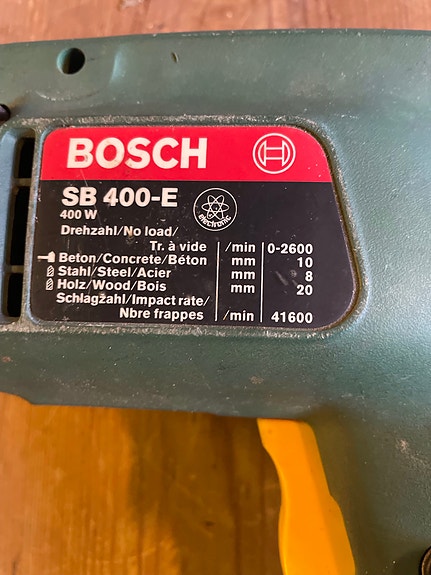 BOSCH
SB 400-E
400 W
electronic
Drehzahl/No load/
Tr. à vide /min 0-2600
Beton/Concrete/Béton mm 10
Stahl/Steel/Acier mm 8
Holz/Wood/Bois mm 20
Schlagzahl/Impact rate/
Nbre frappes /min 41600